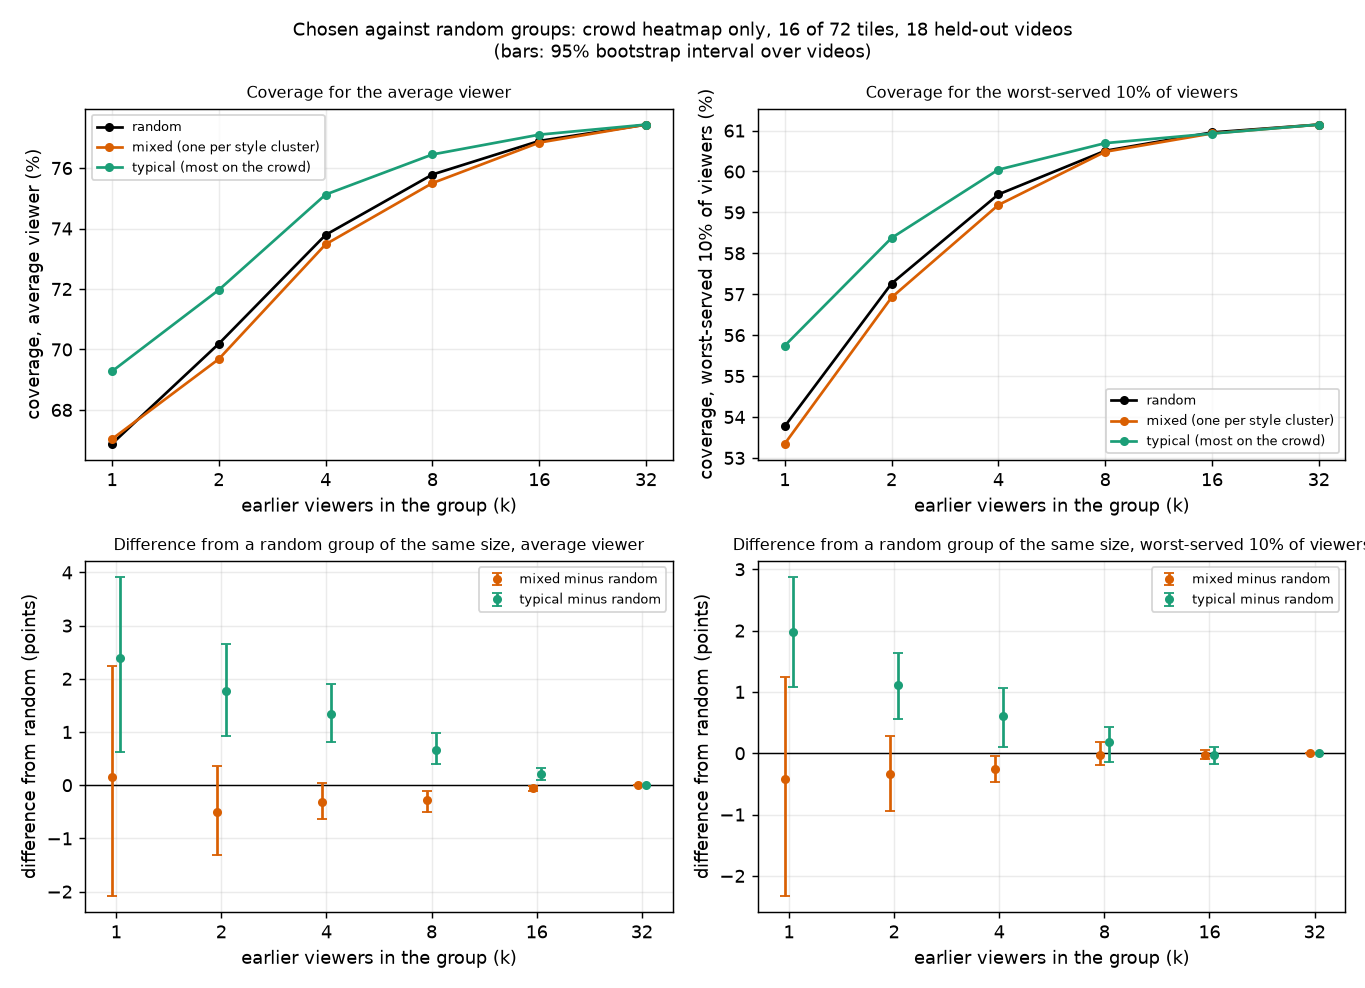 Chosen against random groups: crowd heatmap only, 16 of 72 tiles, 18 held-out videos
(bars: 95% bootstrap interval over videos)
Coverage for the average viewer
coverage, average viewer (%)
76
74
72
70
68
random
mixed (one per style cluster)
typical (most on the crowd)
1 2 4 8 16 32
earlier viewers in the group (k)
Coverage for the worst-served 10% of viewers
coverage, worst-served 10% of viewers (%)
61
60
59
58
57
56
55
54
53
random
mixed (one per style cluster)
typical (most on the crowd)
1 2 4 8 16 32
earlier viewers in the group (k)
Difference from a random group of the same size, average viewer
difference from random (points)
4
3
2
1
0
−1
−2
mixed minus random
typical minus random
1 2 4 8 16 32
earlier viewers in the group (k)
Difference from a random group of the same size, worst-served 10% of viewers
difference from random (points)
3
2
1
0
−1
−2
mixed minus random
typical minus random
1 2 4 8 16 32
earlier viewers in the group (k)